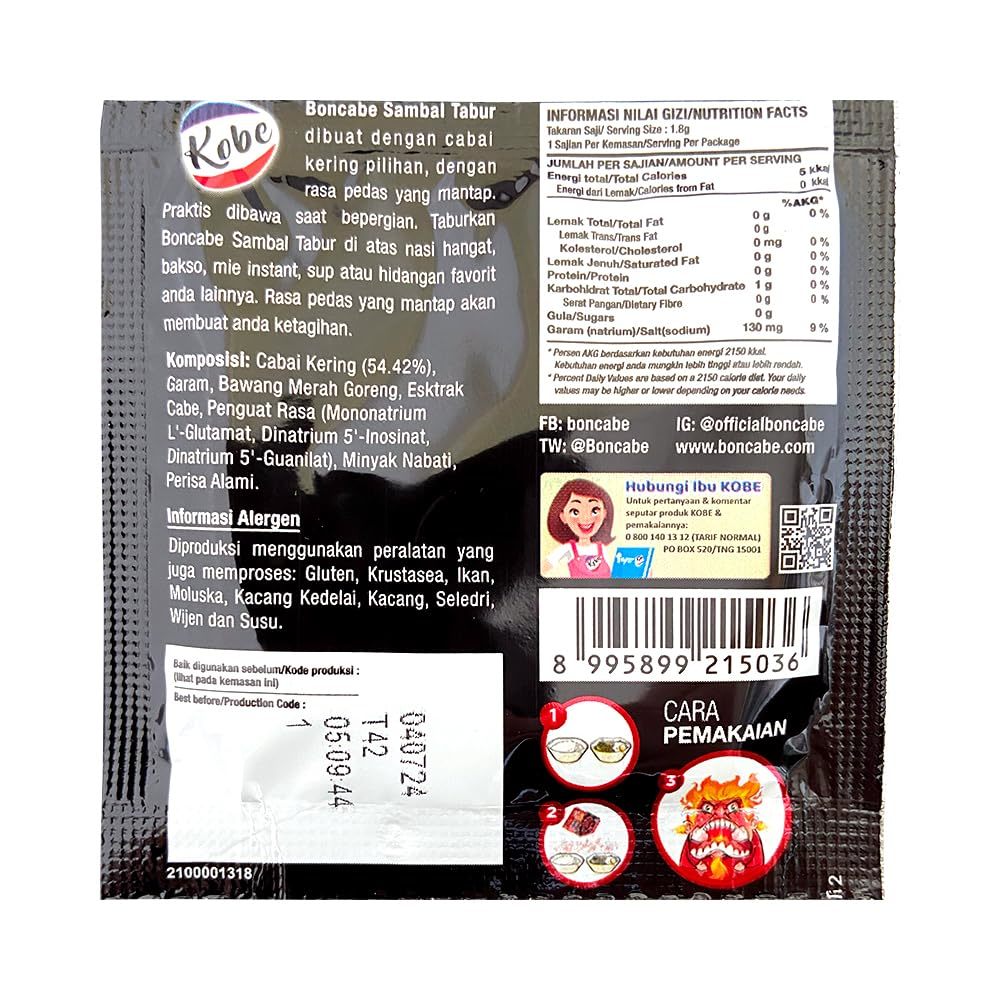 Kobe
Boncabe Sambal Tabur
dibuat dengan cabai
kering pilihan, dengan
rasa pedas yang mantap.
Praktis dibawa saat bepergian. Taburkan
Boncabe Sambal Tabur di atas nasi hangat,
bakso, mie instant, sup atau hidangan favorit
anda lainnya. Rasa pedas yang mantap akan
membuat anda ketagihan.
Komposisi: Cabai Kering (54.42%),
Garam, Bawang Merah Goreng, Esktrak
Cabe, Penguat Rasa (Mononatrium
L'-Glutamat, Dinatrium 5'-Inosinat,
Dinatrium 5'-Guanilat), Minyak Nabati,
Perisa Alami.
Informasi Alergen
Diproduksi menggunakan peralatan yang
juga memproses: Gluten, Krustasea, Ikan,
Moluska, Kacang Kedelai, Kacang, Seledri,
Wijen dan Susu.
Baik digunakan sebelum/Kode produksi :
(lihat pada kemasan ini)
Best before/Production Code :
040724
T42
05:09:44
1
2100001318
INFORMASI NILAI GIZI/NUTRITION FACTS
Takaran Saji/ Serving Size : 1.8g
1 Sajian Per Kemasan/Serving Per Package
JUMLAH PER SAJIAN/AMOUNT PER SERVING
Energi total/Total Calories 5 kkal
Energi dari Lemak/Calories from Fat 0 kkal
%AKG*
Lemak Total/Total Fat 0 g 0 %
Lemak Trans/Trans Fat 0 g
Kolesterol/Cholesterol 0 mg 0 %
Lemak Jenuh/Saturated Fat 0 g 0 %
Protein/Protein 0 g 0 %
Karbohidrat Total/Total Carbohydrate 1 g 0 %
Serat Pangan/Dietary Fibre 0 g 0 %
Gula/Sugars 0 g
Garam (natrium)/Salt(sodium) 130 mg 9 %
* Persen AKG berdasarkan kebutuhan energi 2150 kkal.
Kebutuhan energi anda mungkin lebih tinggi atau lebih rendah.
* Percent Daily Values are based on a 2150 calorie diet. Your daily
values may be higher or lower depending on your calorie needs.
FB: boncabe IG: @officialboncabe
TW: @Boncabe www.boncabe.com
Hubungi Ibu KOBE
Untuk pertanyaan & komentar
seputar produk KOBE &
pemakaiannya:
0 800 140 13 12 (TARIF NORMAL)
PO BOX 520/TNG 15001
8 995899 215036
CARA
PEMAKAIAN
1
2
3